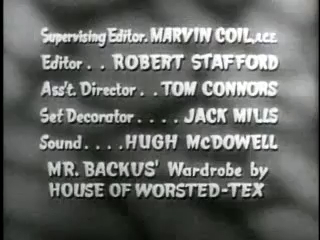 Supervising Editor. MARVIN COIL, A.C.E.
Editor . . ROBERT STAFFORD
Ass't. Director . . TOM CONNORS
Set Decorator . . . . JACK MILLS
Sound . . . . HUGH McDOWELL
MR. BACKUS' Wardrobe by
HOUSE OF WORSTED-TEX